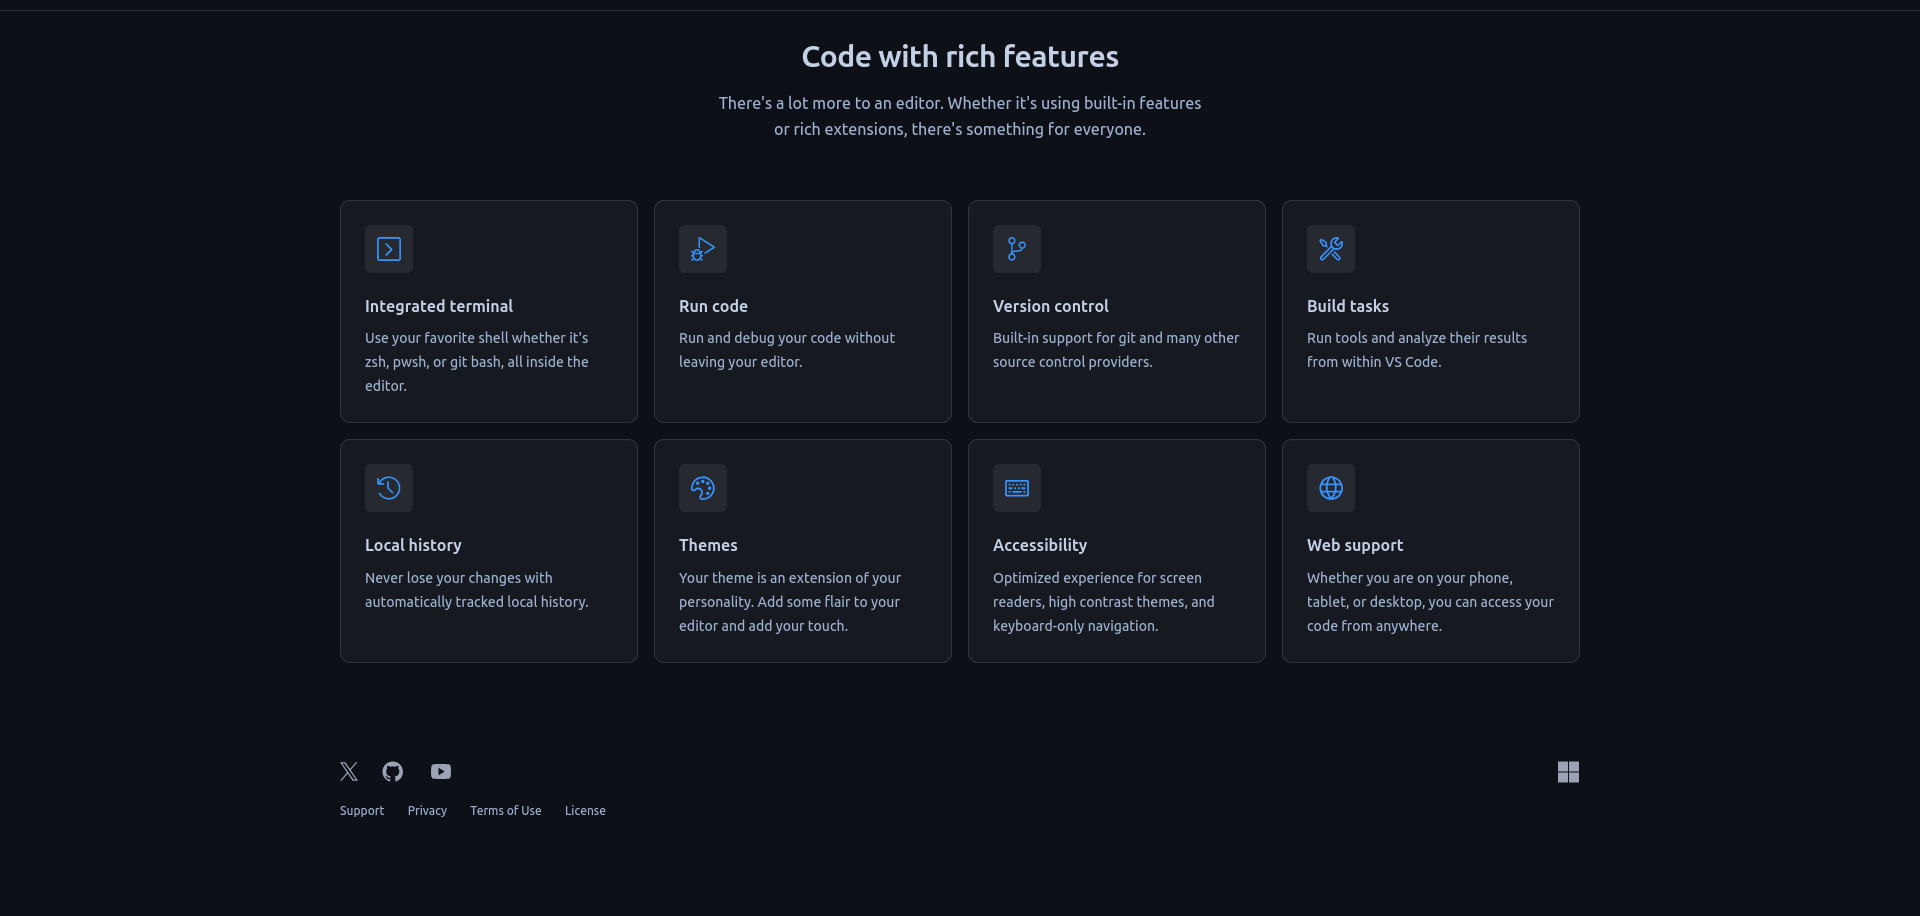 Code with rich features
There's a lot more to an editor. Whether it's using built-in features
or rich extensions, there's something for everyone.
Integrated terminal
Use your favorite shell whether it's
zsh, pwsh, or git bash, all inside the
editor.
Run code
Run and debug your code without
leaving your editor.
Version control
Built-in support for git and many other
source control providers.
Build tasks
Run tools and analyze their results
from within VS Code.
Local history
Never lose your changes with
automatically tracked local history.
Themes
Your theme is an extension of your
personality. Add some flair to your
editor and add your touch.
Accessibility
Optimized experience for screen
readers, high contrast themes, and
keyboard-only navigation.
Web support
Whether you are on your phone,
tablet, or desktop, you can access your
code from anywhere.
Support Privacy Terms of Use License